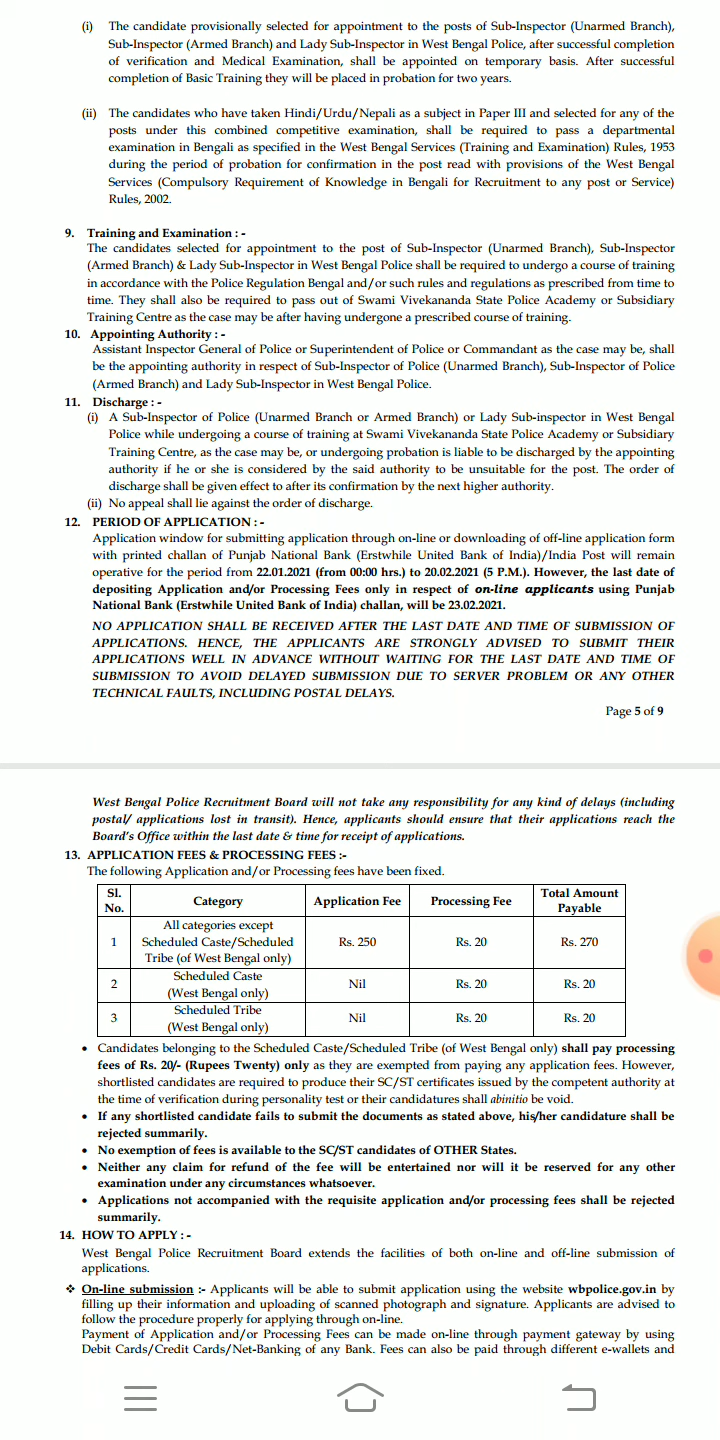 (i) The candidate provisionally selected for appointment to the posts of Sub-Inspector (Unarmed Branch),
Sub-Inspector (Armed Branch) and Lady Sub-Inspector in West Bengal Police, after successful completion
of verification and Medical Examination, shall be appointed on temporary basis. After successful
completion of Basic Training they will be placed in probation for two years.
(ii) The candidates who have taken Hindi/Urdu/Nepali as a subject in Paper III and selected for any of the
posts under this combined competitive examination, shall be required to pass a departmental
examination in Bengali as specified in the West Bengal Services (Training and Examination) Rules, 1953
during the period of probation for confirmation in the post read with provisions of the West Bengal
Services (Compulsory Requirement of Knowledge in Bengali for Recruitment to any post or Service)
Rules, 2002.
9. Training and Examination : -
The candidates selected for appointment to the post of Sub-Inspector (Unarmed Branch), Sub-Inspector
(Armed Branch) & Lady Sub-Inspector in West Bengal Police shall be required to undergo a course of training
in accordance with the Police Regulation Bengal and/or such rules and regulations as prescribed from time to
time. They shall also be required to pass out of Swami Vivekananda State Police Academy or Subsidiary
Training Centre as the case may be after having undergone a prescribed course of training.
10. Appointing Authority : -
Assistant Inspector General of Police or Superintendent of Police or Commandant as the case may be, shall
be the appointing authority in respect of Sub-Inspector of Police (Unarmed Branch), Sub-Inspector of Police
(Armed Branch) and Lady Sub-Inspector in West Bengal Police.
11. Discharge : -
(i) A Sub-Inspector of Police (Unarmed Branch or Armed Branch) or Lady Sub-inspector in West Bengal
Police while undergoing a course of training at Swami Vivekananda State Police Academy or Subsidiary
Training Centre, as the case may be, or undergoing probation is liable to be discharged by the appointing
authority if he or she is considered by the said authority to be unsuitable for the post. The order of
discharge shall be given effect to after its confirmation by the next higher authority.
(ii) No appeal shall lie against the order of discharge.
12. PERIOD OF APPLICATION : -
Application window for submitting application through on-line or downloading of off-line application form
with printed challan of Punjab National Bank (Erstwhile United Bank of India)/India Post will remain
operative for the period from 22.01.2021 (from 00:00 hrs.) to 20.02.2021 (5 P.M.). However, the last date of
depositing Application and/or Processing Fees only in respect of on-line applicants using Punjab
National Bank (Erstwhile United Bank of India) challan, will be 23.02.2021.
NO APPLICATION SHALL BE RECEIVED AFTER THE LAST DATE AND TIME OF SUBMISSION OF
APPLICATIONS. HENCE, THE APPLICANTS ARE STRONGLY ADVISED TO SUBMIT THEIR
APPLICATIONS WELL IN ADVANCE WITHOUT WAITING FOR THE LAST DATE AND TIME OF
SUBMISSION TO AVOID DELAYED SUBMISSION DUE TO SERVER PROBLEM OR ANY OTHER
TECHNICAL FAULTS, INCLUDING POSTAL DELAYS.
Page 5 of 9
West Bengal Police Recruitment Board will not take any responsibility for any kind of delays (including
postal/ applications lost in transit). Hence, applicants should ensure that their applications reach the
Board's Office within the last date & time for receipt of applications.
13. APPLICATION FEES & PROCESSING FEES :-
The following Application and/or Processing fees have been fixed.
Sl. No. Category Application Fee Processing Fee Total Amount Payable
1 All categories except Scheduled Caste/Scheduled Tribe (of West Bengal only) Rs. 250 Rs. 20 Rs. 270
2 Scheduled Caste (West Bengal only) Nil Rs. 20 Rs. 20
3 Scheduled Tribe (West Bengal only) Nil Rs. 20 Rs. 20
• Candidates belonging to the Scheduled Caste/Scheduled Tribe (of West Bengal only) shall pay processing
fees of Rs. 20/- (Rupees Twenty) only as they are exempted from paying any application fees. However,
shortlisted candidates are required to produce their SC/ST certificates issued by the competent authority at
the time of verification during personality test or their candidatures shall abinitio be void.
• If any shortlisted candidate fails to submit the documents as stated above, his/her candidature shall be
rejected summarily.
• No exemption of fees is available to the SC/ST candidates of OTHER States.
• Neither any claim for refund of the fee will be entertained nor will it be reserved for any other
examination under any circumstances whatsoever.
• Applications not accompanied with the requisite application and/or processing fees shall be rejected
summarily.
14. HOW TO APPLY : -
West Bengal Police Recruitment Board extends the facilities of both on-line and off-line submission of
applications.
❖ On-line submission :- Applicants will be able to submit application using the website wbpolice.gov.in by
filling up their information and uploading of scanned photograph and signature. Applicants are advised to
follow the procedure properly for applying through on-line.
Payment of Application and/or Processing Fees can be made on-line through payment gateway by using
Debit Cards/Credit Cards/Net-Banking of any Bank. Fees can also be paid through different e-wallets and